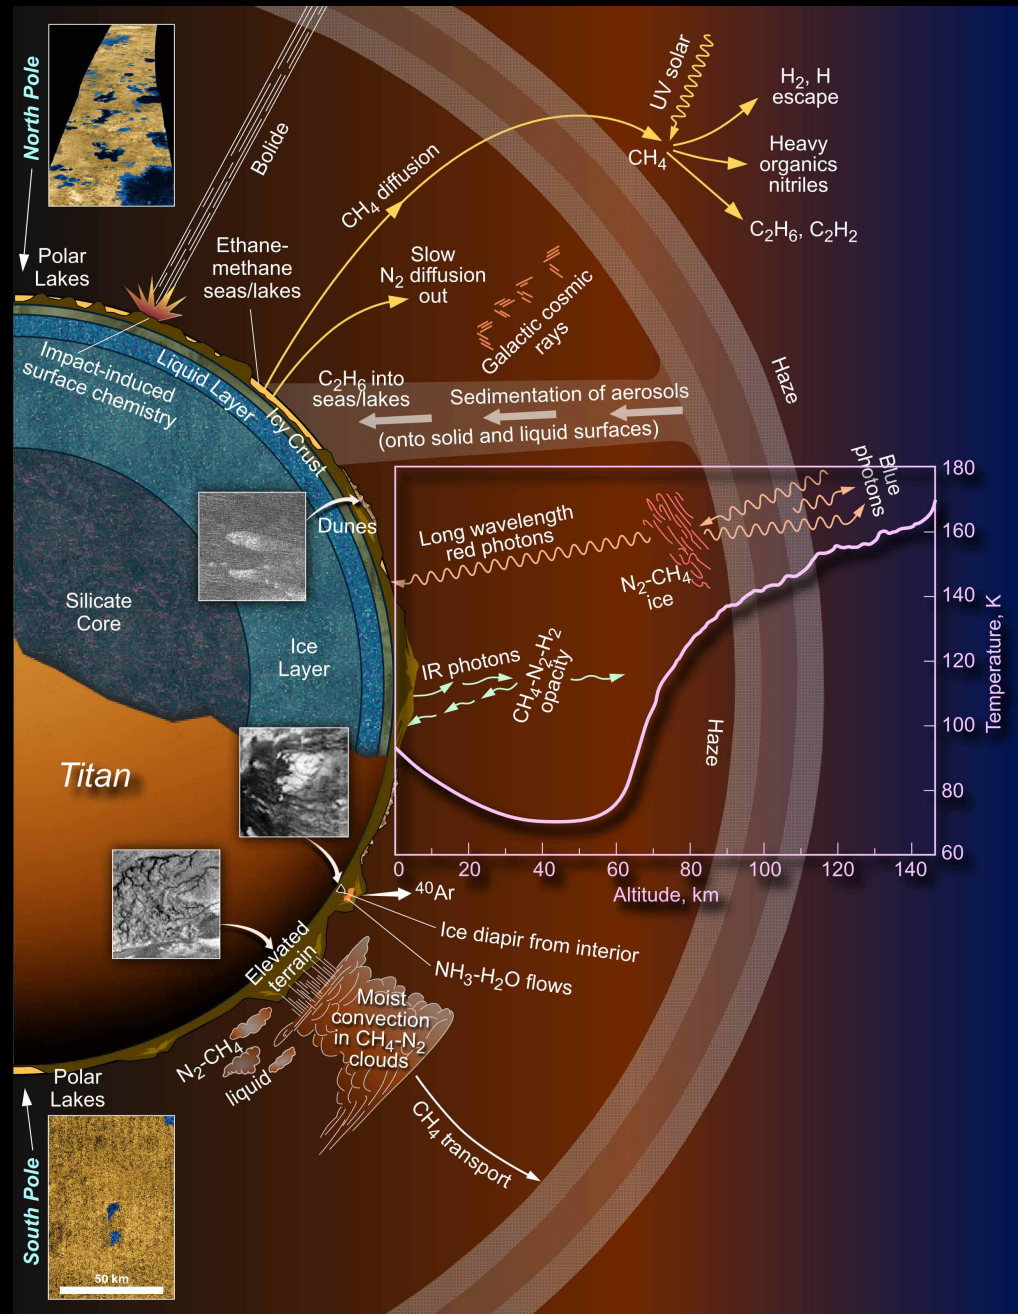 North Pole
Bolide
UV solar
H2, H
escape
CH4
Heavy
organics
nitriles
C2H6, C2H2
CH4 diffusion
Polar
Lakes
Ethane-
methane
seas/lakes
Slow
N2 diffusion
out
Galactic cosmic
rays
Haze
Impact-induced
surface chemistry
Liquid Layer
Icy Crust
C2H6 into
seas/lakes
Sedimentation of aerosols
(onto solid and liquid surfaces)
Dunes
Blue
photons
Long wavelength
red photons
N2-CH4
ice
Silicate
Core
Ice
Layer
IR photons
CH4-N2-H2
opacity
Haze
180
160
140
120
100
80
60
Temperature, K
0
20
40
60
80
100
120
140
Altitude, km
Titan
40Ar
Ice diapir from interior
NH3-H2O flows
Elevated
terrain
Moist
convection
in CH4-N2
clouds
N2-CH4
liquid
CH4 transport
Polar
Lakes
South Pole
50 km